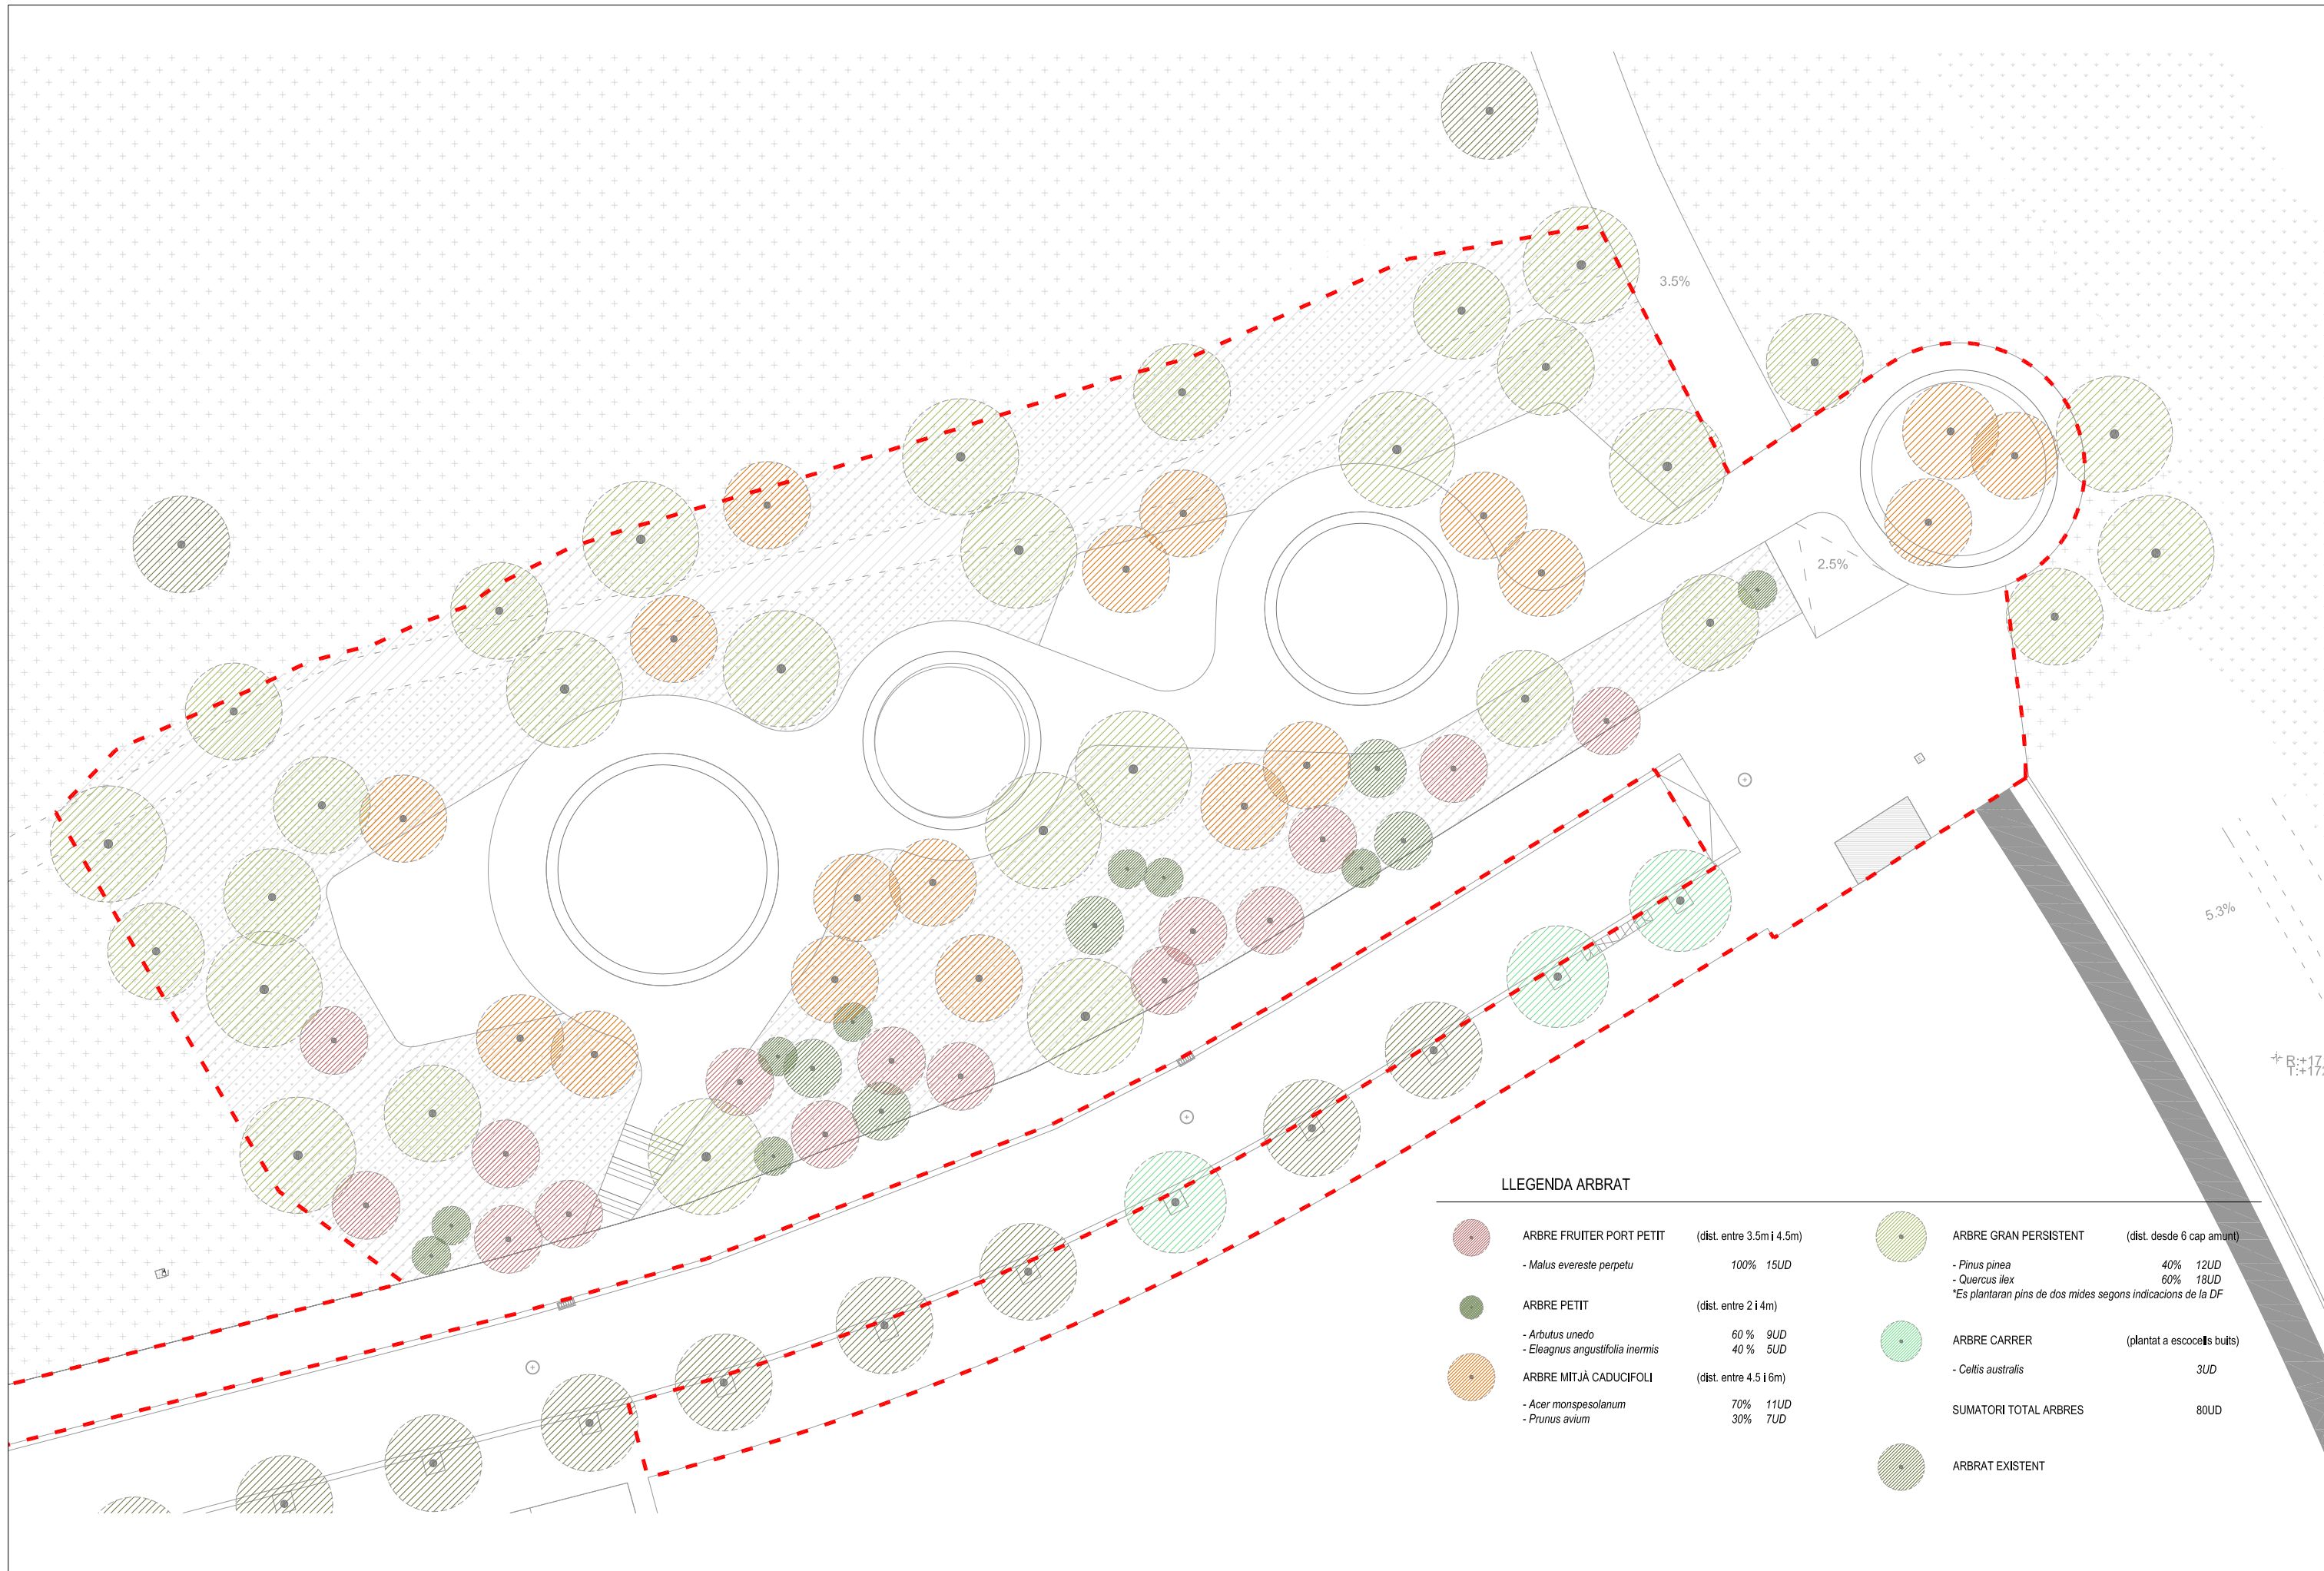 3.5%
2.5%
5.3%
R:+17
T:+17
LLEGENDA ARBRAT
ARBRE FRUITER PORT PETIT (dist. entre 3.5m i 4.5m)
- Malus evereste perpetu 100% 15UD
ARBRE PETIT (dist. entre 2 i 4m)
- Arbutus unedo 60 % 9UD
- Eleagnus angustifolia inermis 40 % 5UD
ARBRE MITJÀ CADUCIFOLI (dist. entre 4.5 i 6m)
- Acer monspesolanum 70% 11UD
- Prunus avium 30% 7UD
ARBRE GRAN PERSISTENT (dist. desde 6 cap amunt)
- Pinus pinea 40% 12UD
- Quercus ilex 60% 18UD
*Es plantaran pins de dos mides segons indicacions de la DF
ARBRE CARRER (plantat a escocells buits)
- Celtis australis 3UD
SUMATORI TOTAL ARBRES 80UD
ARBRAT EXISTENT